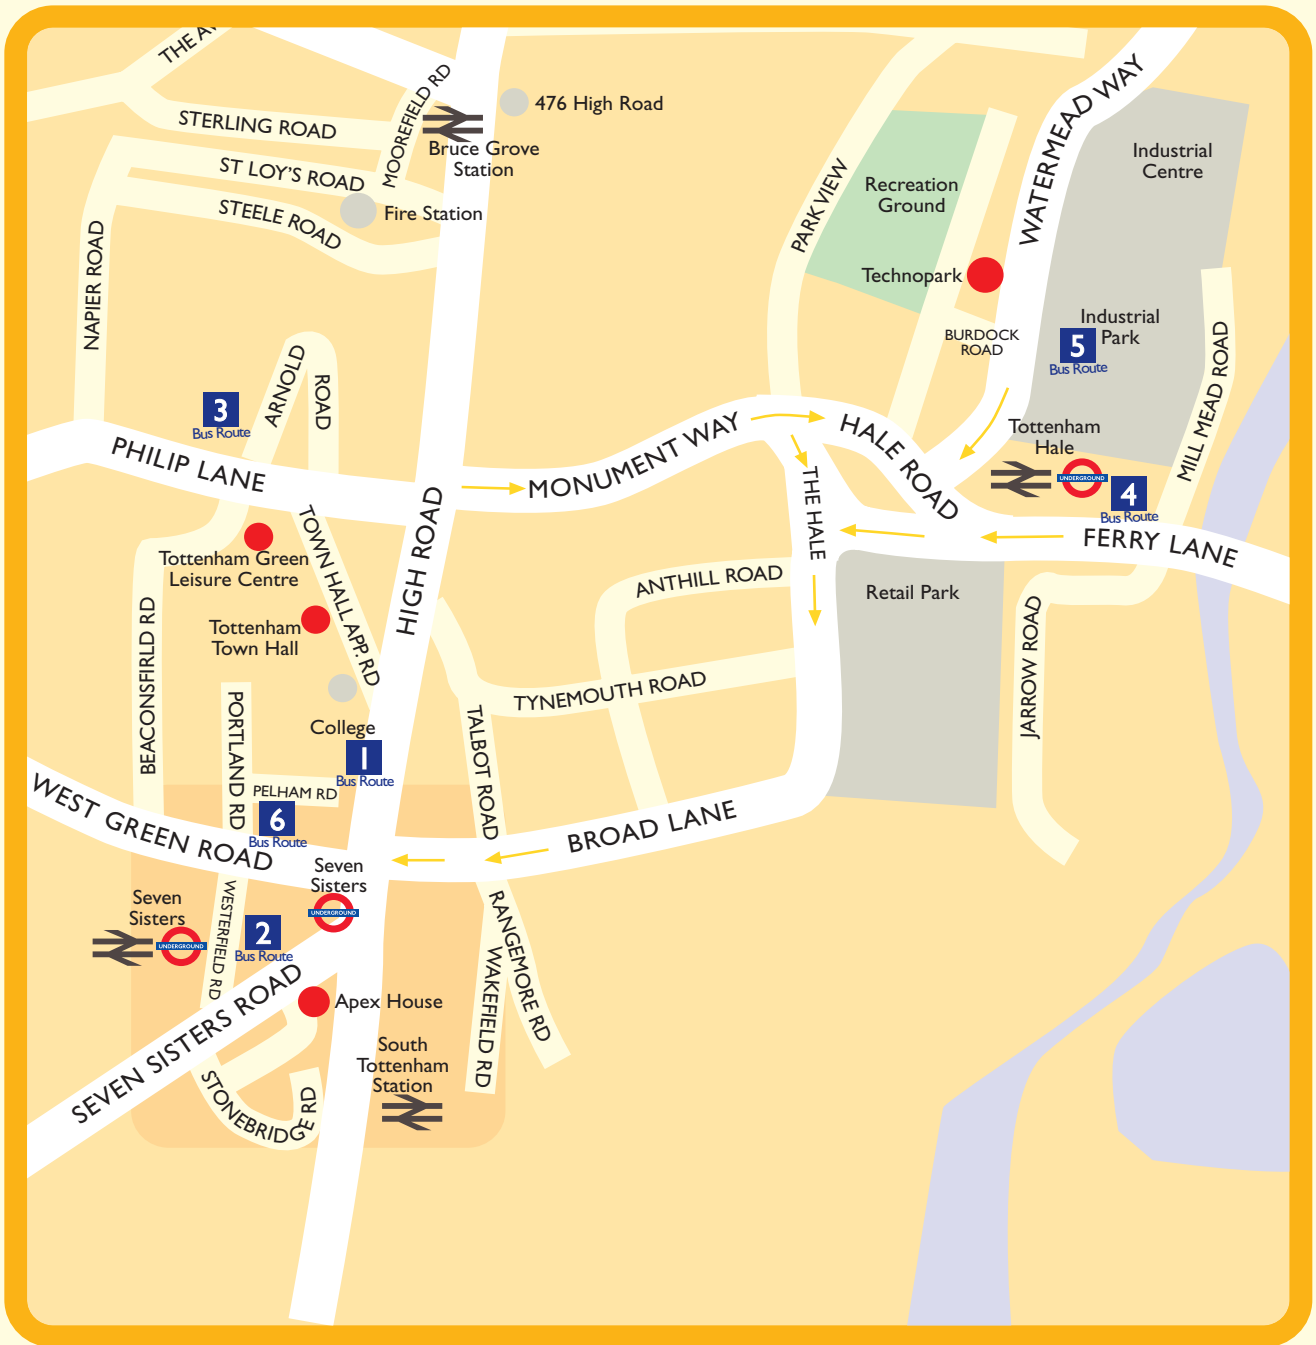 THE AV
STERLING ROAD
MOOREFIELD RD
476 High Road
Bruce Grove
Station
ST LOY'S ROAD
STEELE ROAD
Fire Station
NAPIER ROAD
WATERMEAD WAY
Industrial
Centre
PARK VIEW
Recreation
Ground
Technopark
BURDOCK
ROAD
Industrial
Park
5
Bus Route
MILL MEAD ROAD
ARNOLD
ROAD
3
Bus Route
PHILIP LANE
MONUMENT WAY
HALE ROAD
THE HALE
Tottenham
Hale
UNDERGROUND
4
Bus Route
FERRY LANE
HIGH ROAD
TOWN HALL APP. RD
Tottenham Green
Leisure Centre
Tottenham
Town Hall
BEACONSFIRLD RD
ANTHILL ROAD
Retail Park
JARROW ROAD
TYNEMOUTH ROAD
TALBOT ROAD
College
1
Bus Route
PORTLAND RD
PELHAM RD
6
Bus Route
WEST GREEN ROAD
BROAD LANE
Seven
Sisters
UNDERGROUND
Seven
Sisters
UNDERGROUND
WESTERFIELD RD
2
Bus Route
SEVEN SISTERS ROAD
Apex House
RANGEMORE RD
WAKEFIELD RD
South
Tottenham
Station
STONEBRIDGE RD